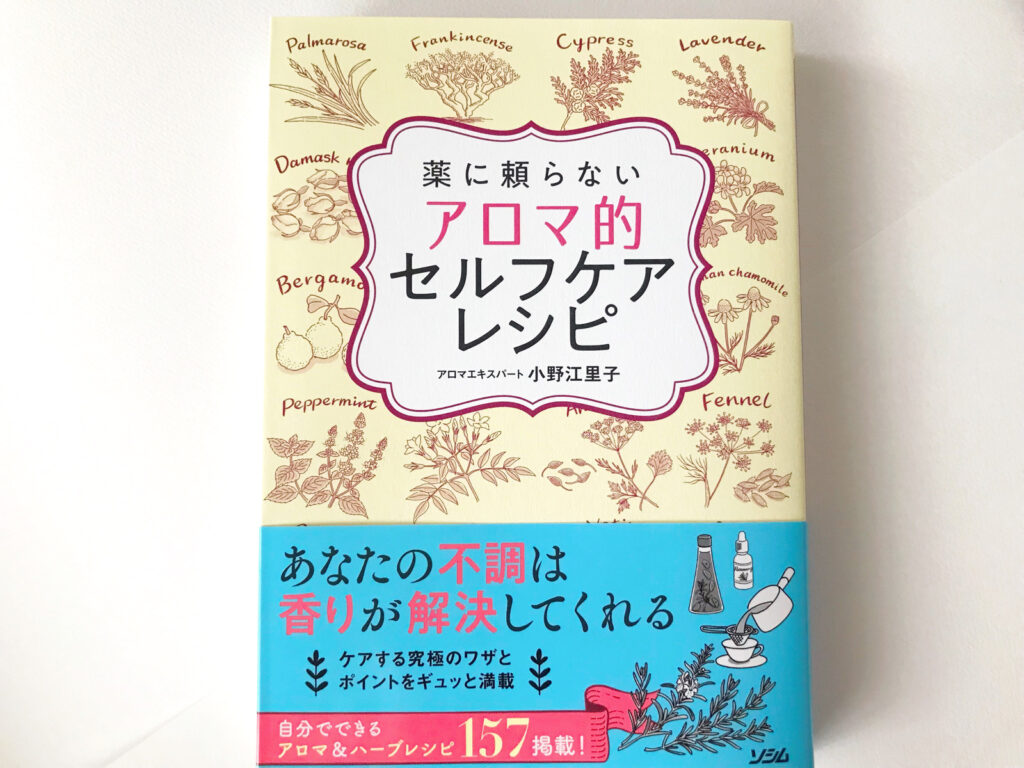 Palmarosa
Frankincense
Cypress
Lavender
Damask
薬に頼らない
アロマ的
セルフケア
レシピ
アロマエキスパート 小野江里子
chamomile
Peppermint
Fennel
あなたの不調は
香りが解決してくれる
ケアする究極のワザと
ポイントをギュッと満載
自分でできる
アロマ&ハーブレシピ157掲載!
ソシム